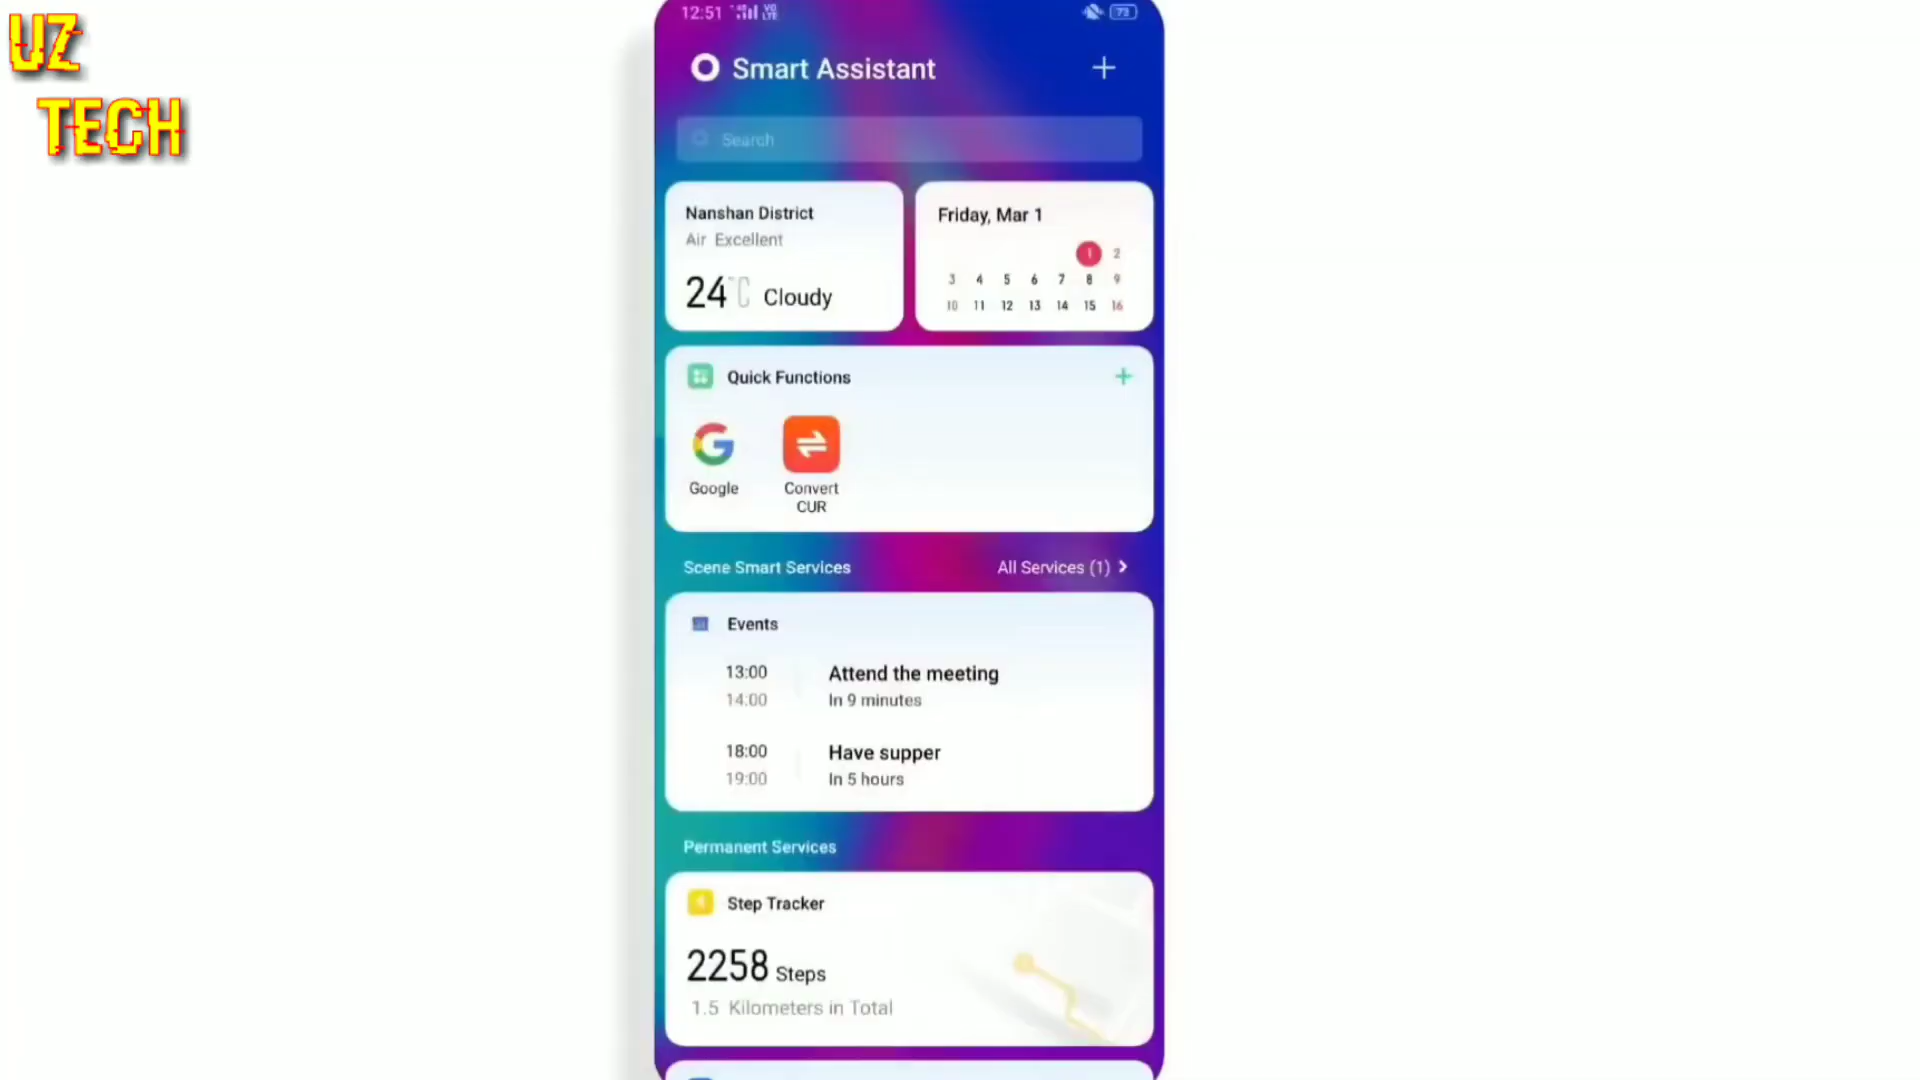 UZ
TECH
12:51 VO LTE 73
Smart Assistant
Search
Nanshan District
Air Excellent
24°C Cloudy
Friday, Mar 1
1 2
3 4 5 6 7 8 9
10 11 12 13 14 15 16
Quick Functions
Google
Convert
CUR
Scene Smart Services
All Services (1)
Events
13:00 Attend the meeting
14:00 In 9 minutes
18:00 Have supper
19:00 In 5 hours
Permanent Services
Step Tracker
2258 Steps
1.5 Kilometers in Total